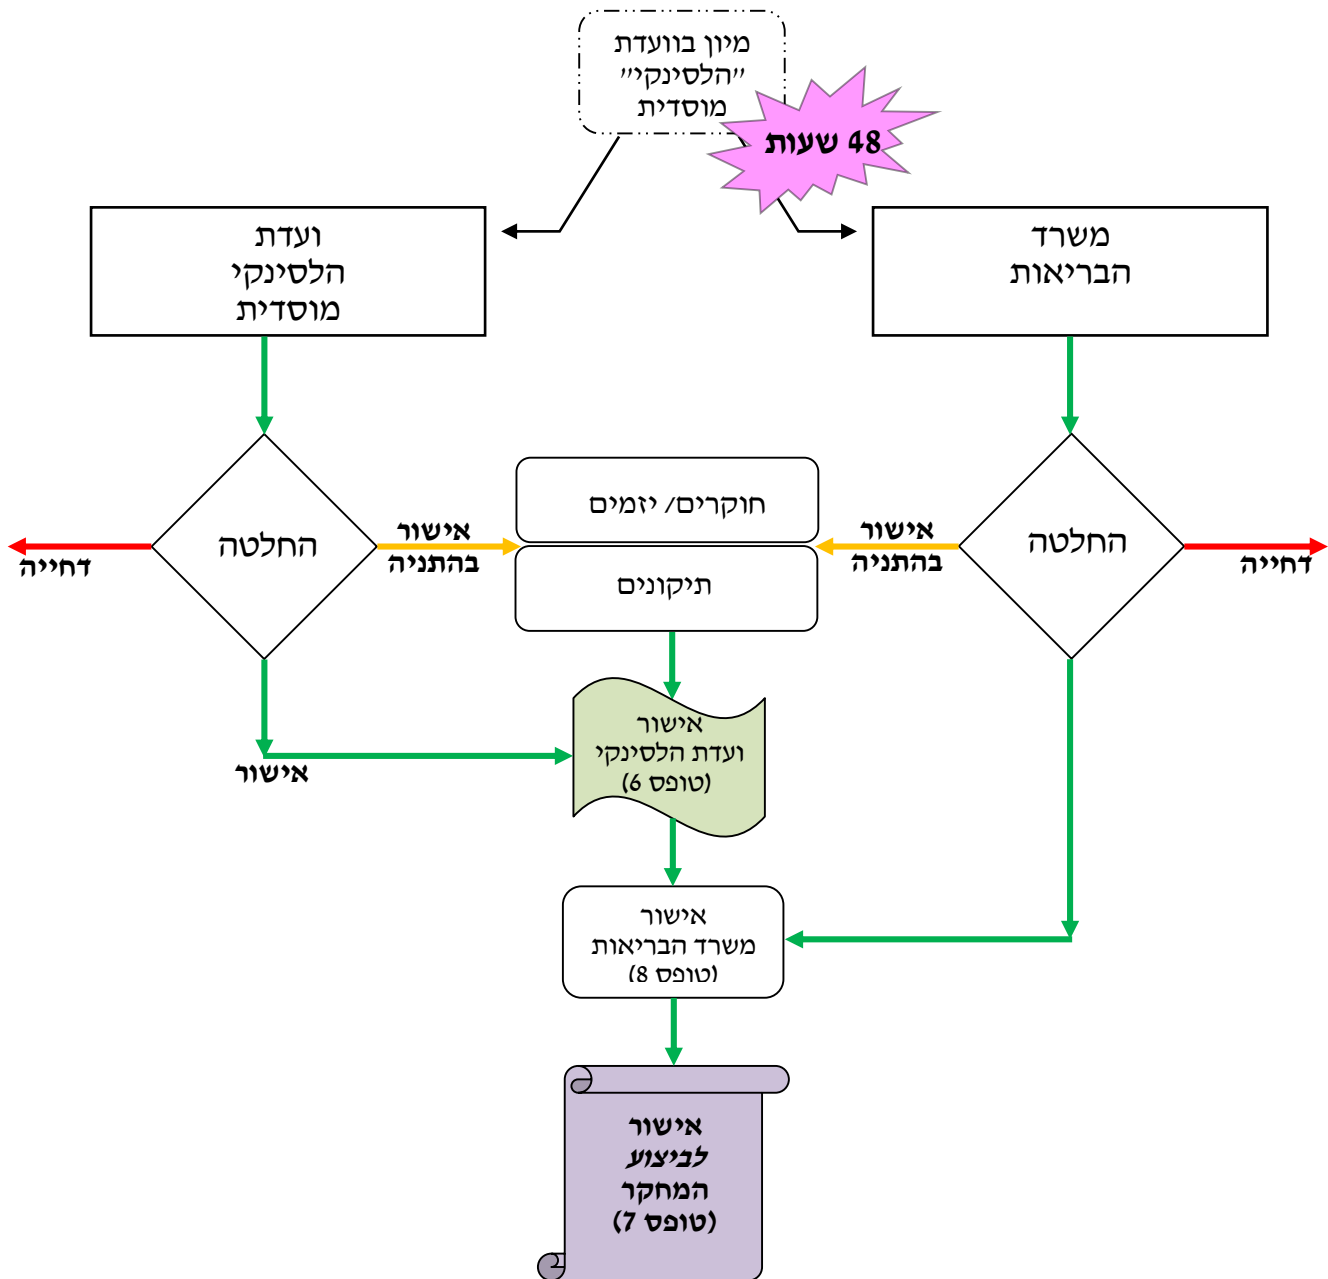 מיון בוועדת
"הלסינקי"
מוסדית
48 שעות
משרד
הבריאות
ועדת
הלסינקי
מוסדית
החלטה
דחייה
אישור
בהתניה
חוקרים/ יזמים
תיקונים
אישור
בהתניה
החלטה
דחייה
אישור
אישור
ועדת הלסינקי
(טופס 6)
אישור
משרד הבריאות
(טופס 8)
אישור
לביצוע
המחקר
(טופס 7)